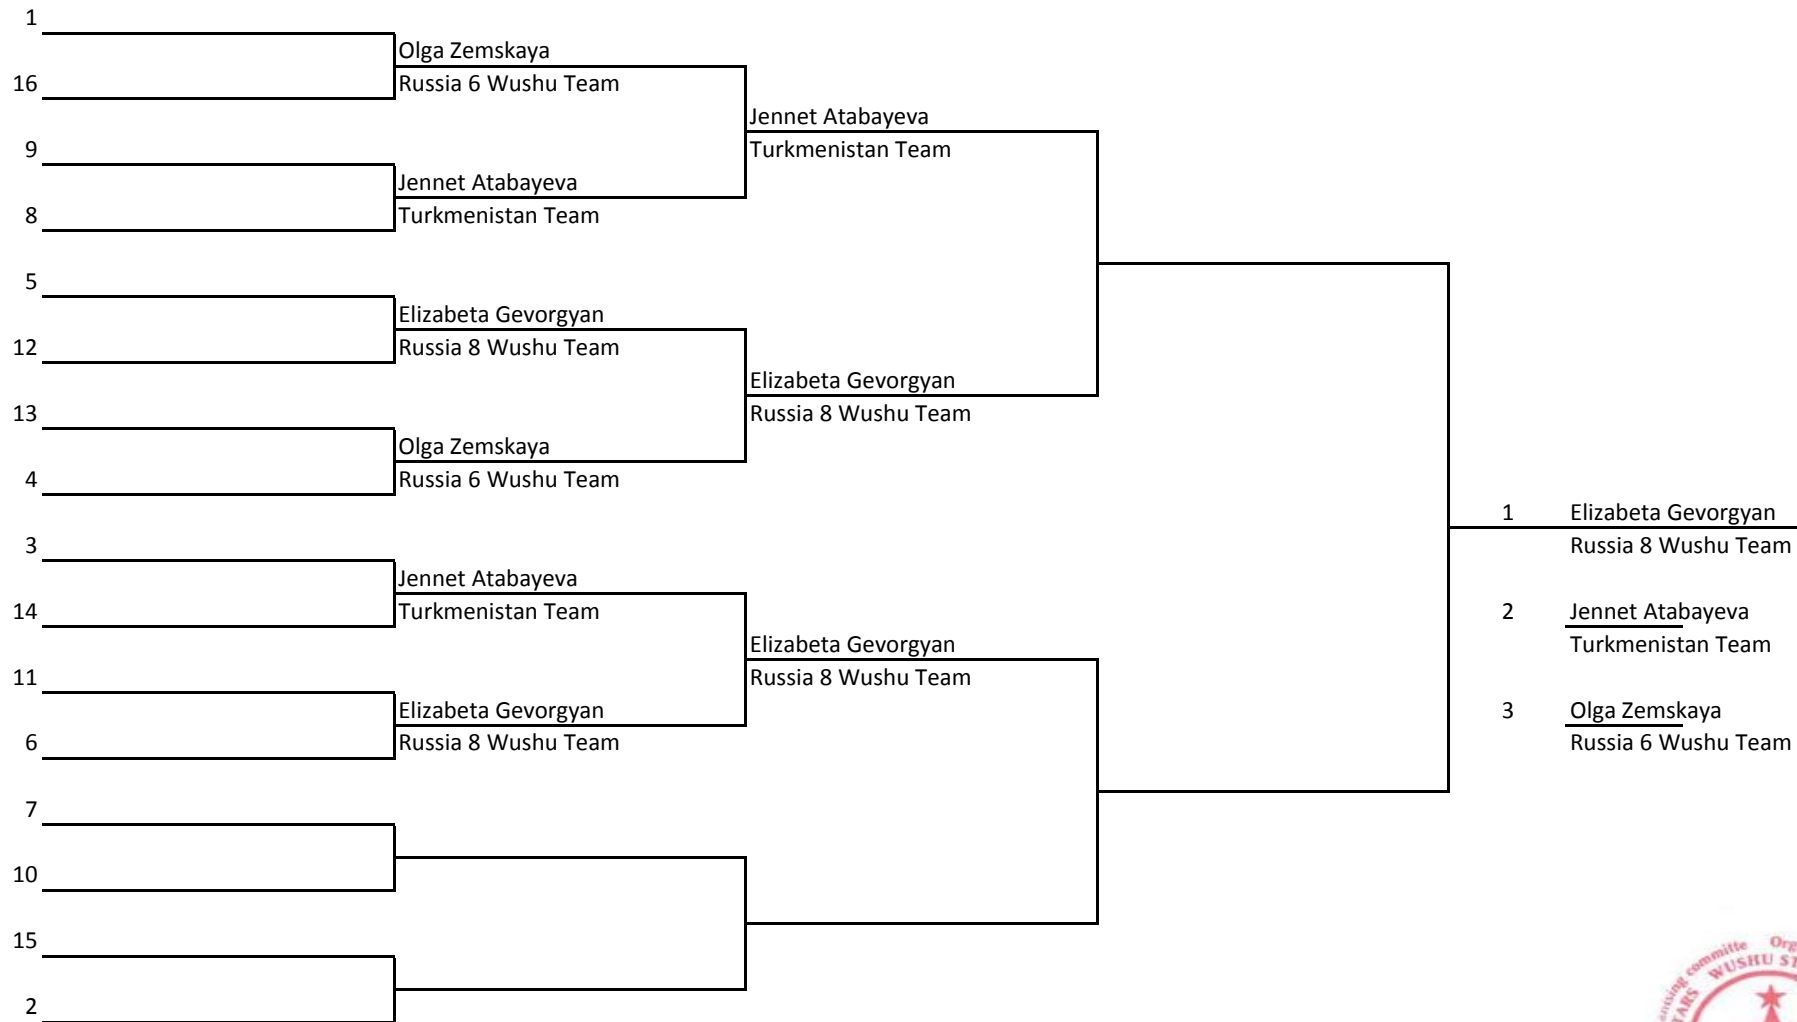 1
Olga Zemskaya
16
Russia 6 Wushu Team
Jennet Atabayeva
9
Turkmenistan Team
Jennet Atabayeva
8
Turkmenistan Team
5
Elizabeta Gevorgyan
12
Russia 8 Wushu Team
Elizabeta Gevorgyan
13
Russia 8 Wushu Team
Olga Zemskaya
4
Russia 6 Wushu Team
1 Elizabeta Gevorgyan
3
Russia 8 Wushu Team
Jennet Atabayeva
14
Turkmenistan Team
2 Jennet Atabayeva
Elizabeta Gevorgyan
Turkmenistan Team
11
Russia 8 Wushu Team
Elizabeta Gevorgyan
3 Olga Zemskaya
6
Russia 8 Wushu Team
Russia 6 Wushu Team
7
10
15
2
committe
WUSHU